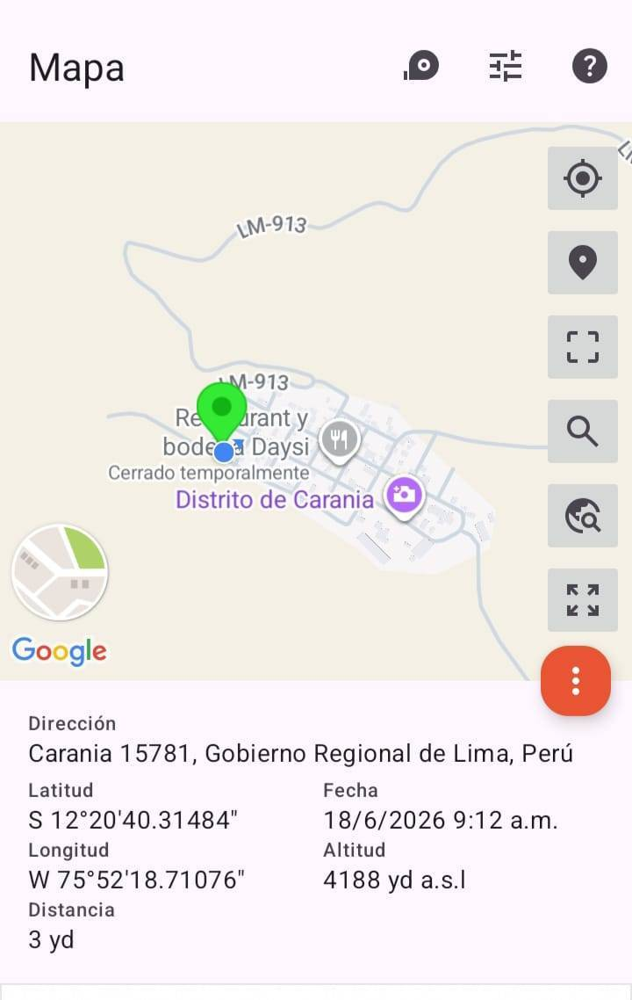 Mapa
LM-913
LM-913
Restaurant y
bodega Daysi
Cerrado temporalmente
Distrito de Carania
Google
Dirección
Carania 15781, Gobierno Regional de Lima, Perú
Latitud
Fecha
S 12°20'40.31484"
18/6/2026 9:12 a.m.
Longitud
Altitud
W 75°52'18.71076"
4188 yd a.s.l
Distancia
3 yd